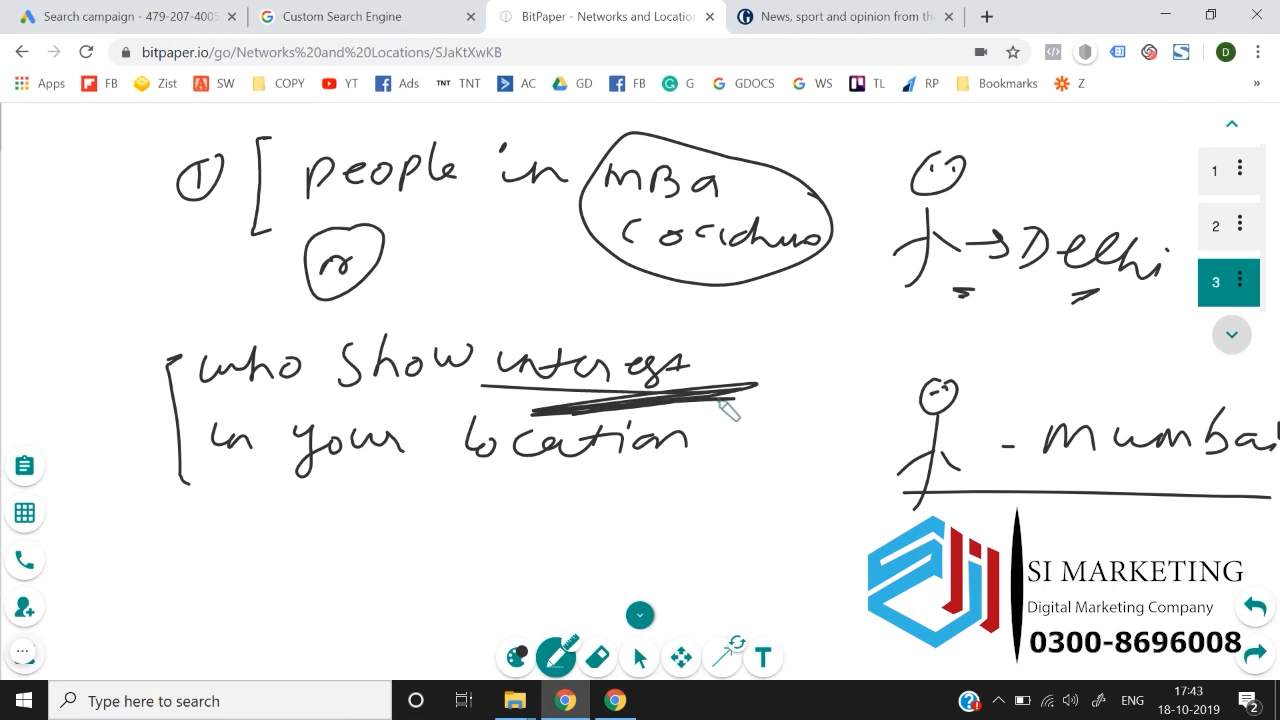 Search campaign - 479-207-4005
Custom Search Engine
BitPaper - Networks and Locatior
News, sport and opinion from the
bitpaper.io/go/Networks%20and%20Locations/SJaKtXwKB
D
Apps FB Zist SW COPY YT Ads TNT TNT AC GD FB G GDOCS WS TL RP Bookmarks Z »
1 people in MBA
or
who show interest
in your location
→ Delhi
- Mumbai
1
2
3
SI MARKETING
Digital Marketing Company
0300-8696008
T
Type here to search
ENG
17:43
18-10-2019
2